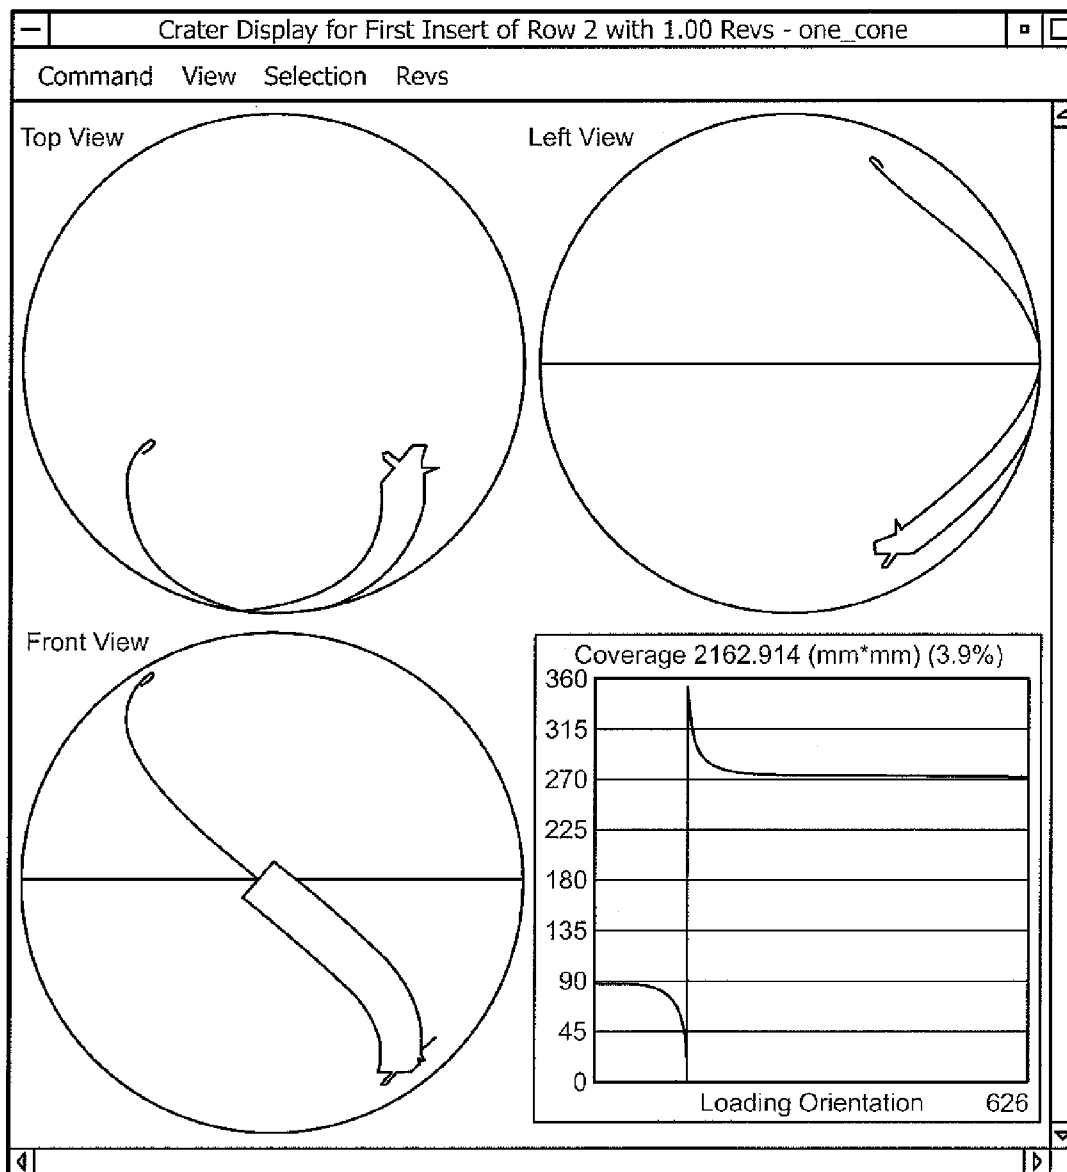 Crater Display for First Insert of Row 2 with 1.00 Revs - one_cone
Command View Selection Revs
Top View
Left View
Front View
Coverage 2162.914 (mm*mm) (3.9%)
360
315
270
225
180
135
90
45
0
Loading Orientation 626